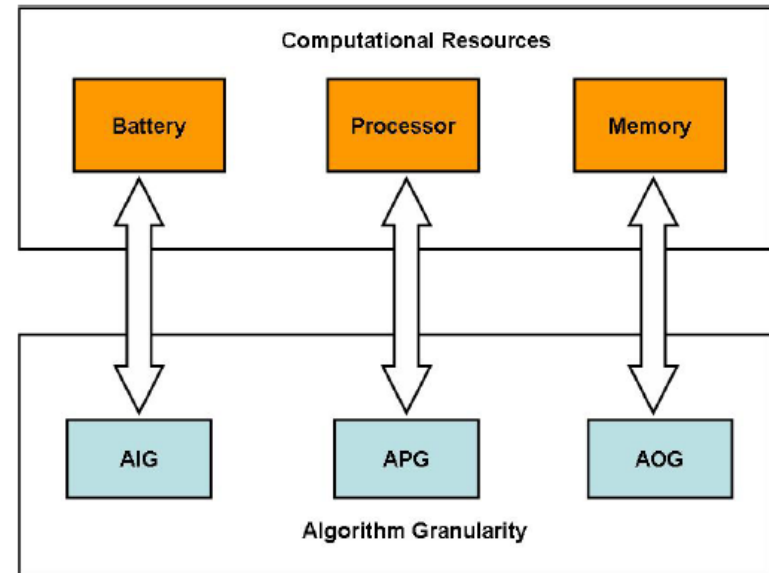 Computational Resources
Battery
Processor
Memory
AIG
APG
AOG
Algorithm Granularity